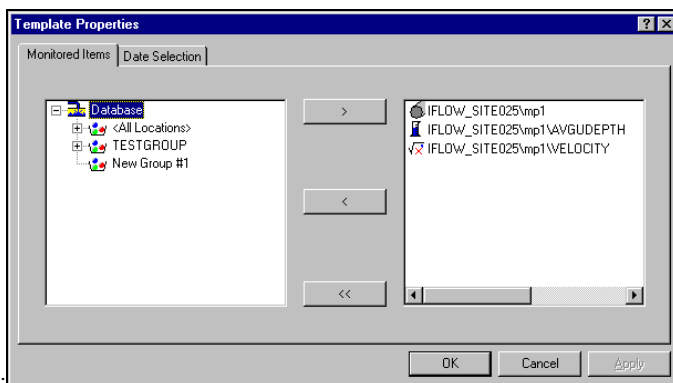 Template Properties
? ×
Monitored Items
Date Selection
Database
<All Locations>
TESTGROUP
New Group #1
>
<
<<
IFLOW_SITE025\mp1
IFLOW_SITE025\mp1\AVGUDEPTH
IFLOW_SITE025\mp1\VELOCITY
OK
Cancel
Apply
.